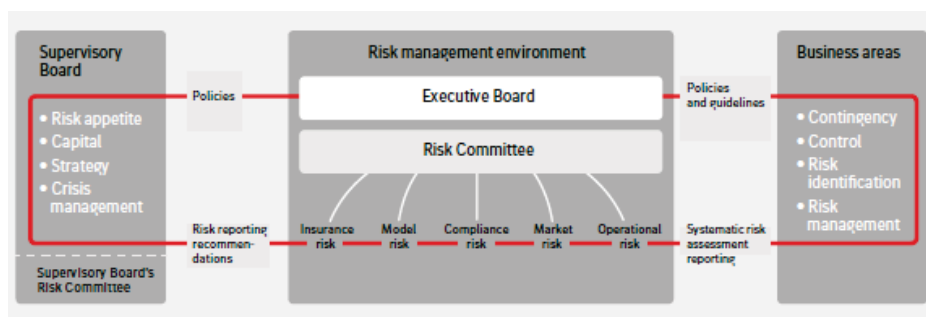 Supervisory
Board
• Risk appetite
• Capital
• Strategy
• Crisis
management
Supervisory Board's
Risk Committee
Policies
Risk reporting
recommen-
dations
Risk management environment
Executive Board
Risk Committee
Insurance
risk
Model
risk
Compliance
risk
Market
risk
Operational
risk
Policies
and guidelines
Systematic risk
assessment
reporting
Business areas
• Contingency
• Control
• Risk
identification
• Risk
management